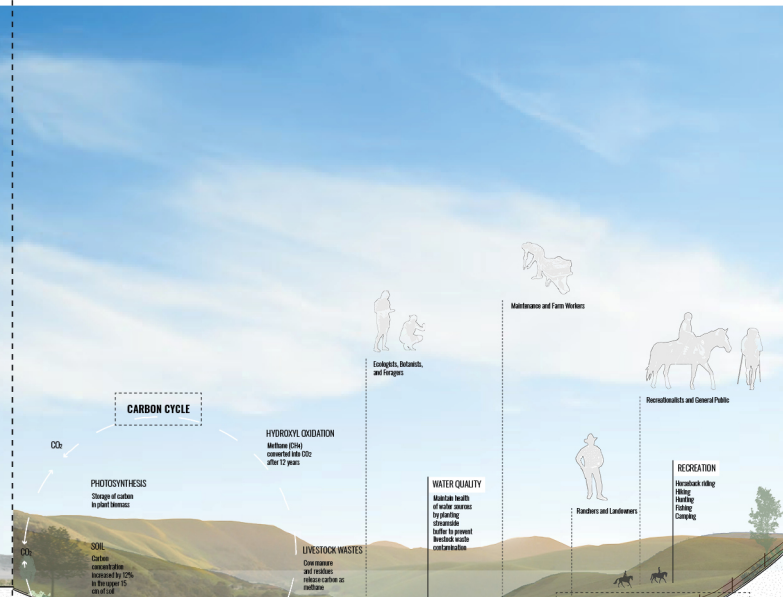 Maintenance and Farm Workers
Ecologists, Botanists,
and Foragers
Recreationalists and General Public
CARBON CYCLE
HYDROXYL OXIDATION
Methane (CH4)
converted into CO2
after 12 years
CO2
PHOTOSYNTHESIS
Storage of carbon
in plant biomass
WATER QUALITY
Maintain health
of water sources
by planting
streamside
buffer to prevent
livestock waste
contamination
Ranchers and Landowners
RECREATION
Horseback riding
Hiking
Hunting
Fishing
Camping
CO2
SOIL
Carbon
concentration
increased by 12%
in the upper 15
cm of soil
LIVESTOCK WASTES
Cow manure
and residues
release carbon as
methane